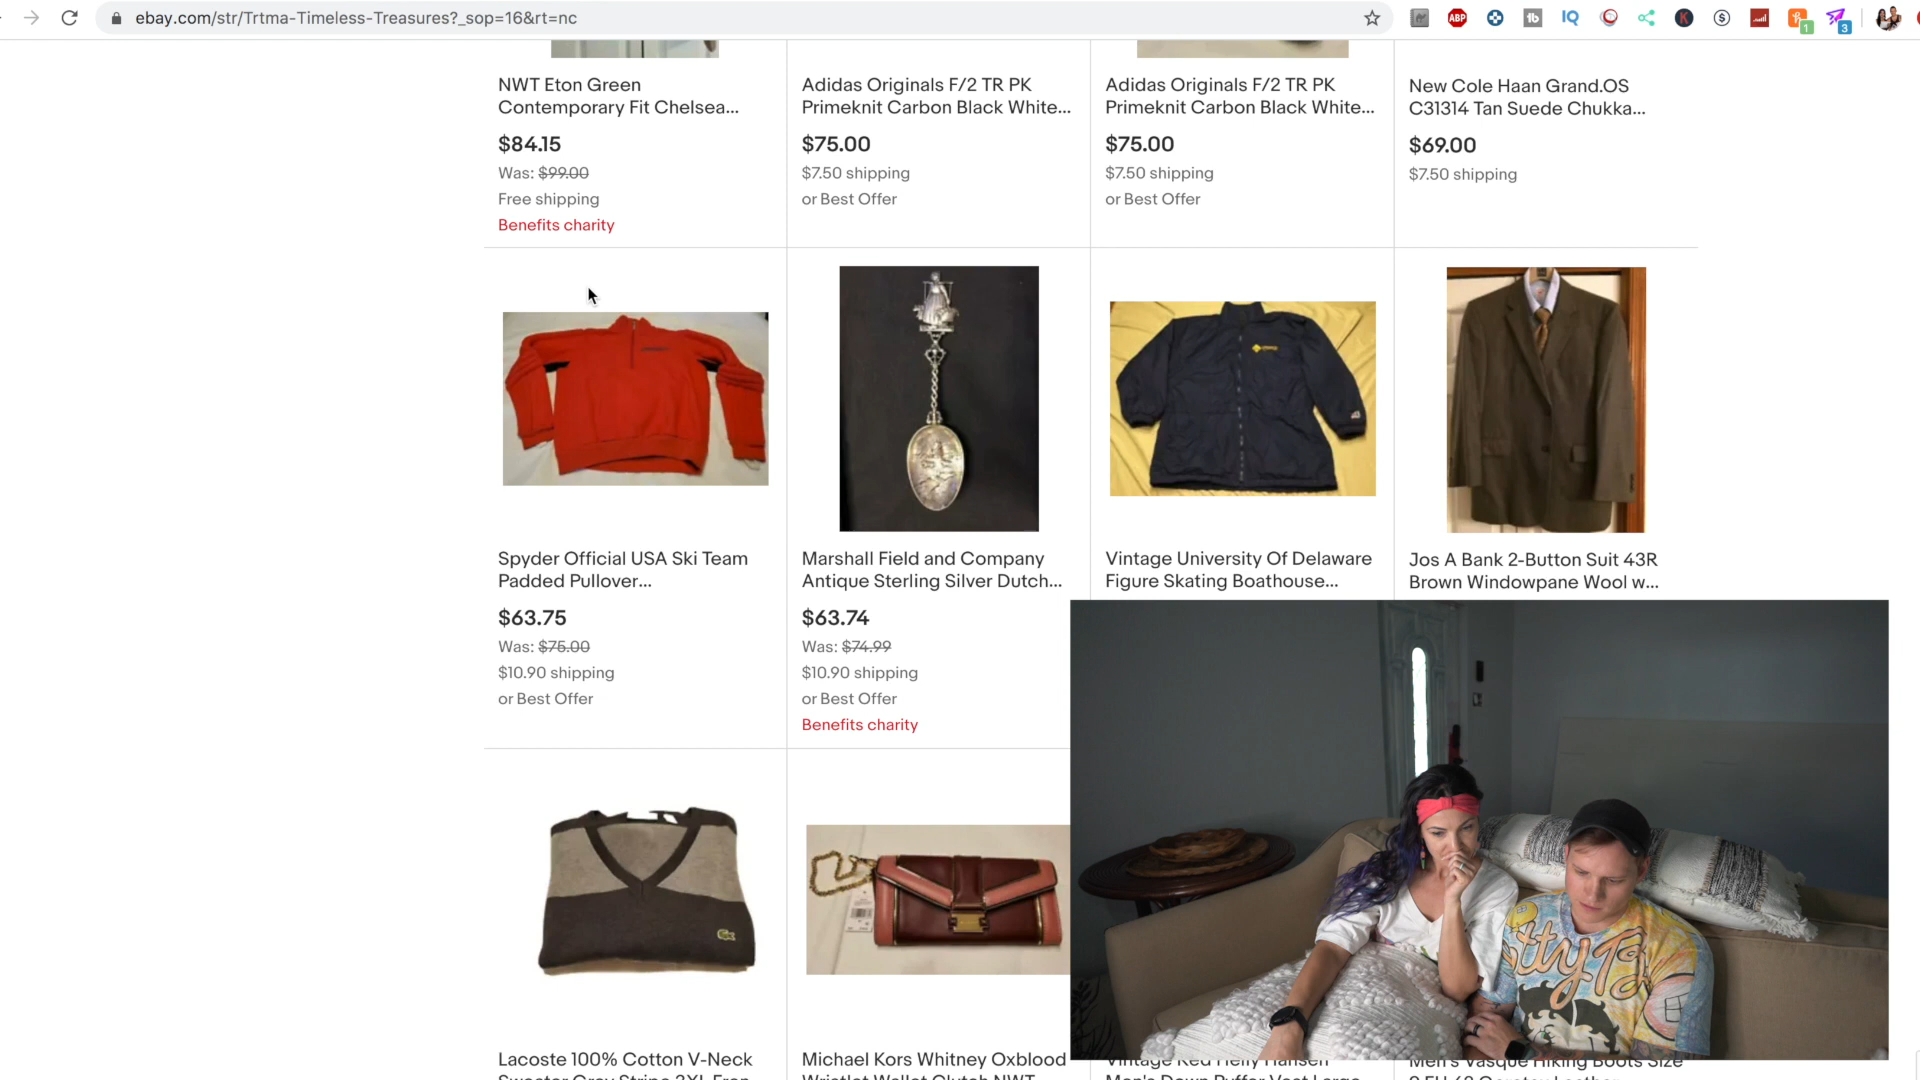 ebay.com/str/Trtma-Timeless-Treasures?_sop=16&rt=nc
ABP
tb
IQ
K
$
1
3
NWT Eton Green
Contemporary Fit Chelsea...
$84.15
Was: $99.00
Free shipping
Benefits charity
Adidas Originals F/2 TR PK
Primeknit Carbon Black White...
$75.00
$7.50 shipping
or Best Offer
Adidas Originals F/2 TR PK
Primeknit Carbon Black White...
$75.00
$7.50 shipping
or Best Offer
New Cole Haan Grand.OS
C31314 Tan Suede Chukka...
$69.00
$7.50 shipping
Spyder Official USA Ski Team
Padded Pullover...
$63.75
Was: $75.00
$10.90 shipping
or Best Offer
Marshall Field and Company
Antique Sterling Silver Dutch...
$63.74
Was: $74.99
$10.90 shipping
or Best Offer
Benefits charity
Vintage University Of Delaware
Figure Skating Boathouse...
Jos A Bank 2-Button Suit 43R
Brown Windowpane Wool w...
Lacoste 100% Cotton V-Neck
Sweater Grey Stripe 2XL Fran
Michael Kors Whitney Oxblood
Wristlet Wallet Clutch NWT
Vintage Red Helly Hansen
Men's Down Puffer Vest Large
Men's Vasque Hiking Boots Size